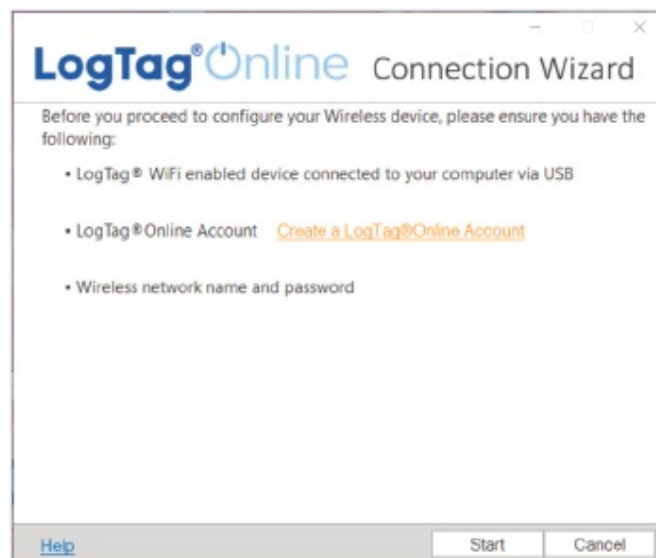 LogTag® Online Connection Wizard
Before you proceed to configure your Wireless device, please ensure you have the
following:
• LogTag® WiFi enabled device connected to your computer via USB
• LogTag®Online Account Create a LogTag®Online Account
• Wireless network name and password
Help Start Cancel